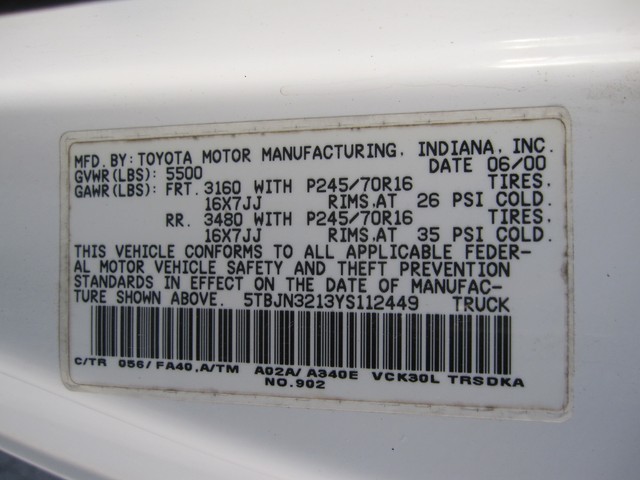 MFD. BY: TOYOTA MOTOR MANUFACTURING, INDIANA, INC.
GVWR(LBS): 5500 DATE 06/00
GAWR(LBS): FRT. 3160 WITH P245/70R16 TIRES,
16X7JJ RIMS,AT 26 PSI COLD.
RR. 3480 WITH P245/70R16 TIRES,
16X7JJ RIMS,AT 35 PSI COLD.
THIS VEHICLE CONFORMS TO ALL APPLICABLE FEDER-
AL MOTOR VEHICLE SAFETY AND THEFT PREVENTION
STANDARDS IN EFFECT ON THE DATE OF MANUFAC-
TURE SHOWN ABOVE. 5TBJN3213YS112449 TRUCK
C/TR 056/FA40,A/TM A02A/A340E VCK30L TRSDKA
NO.902